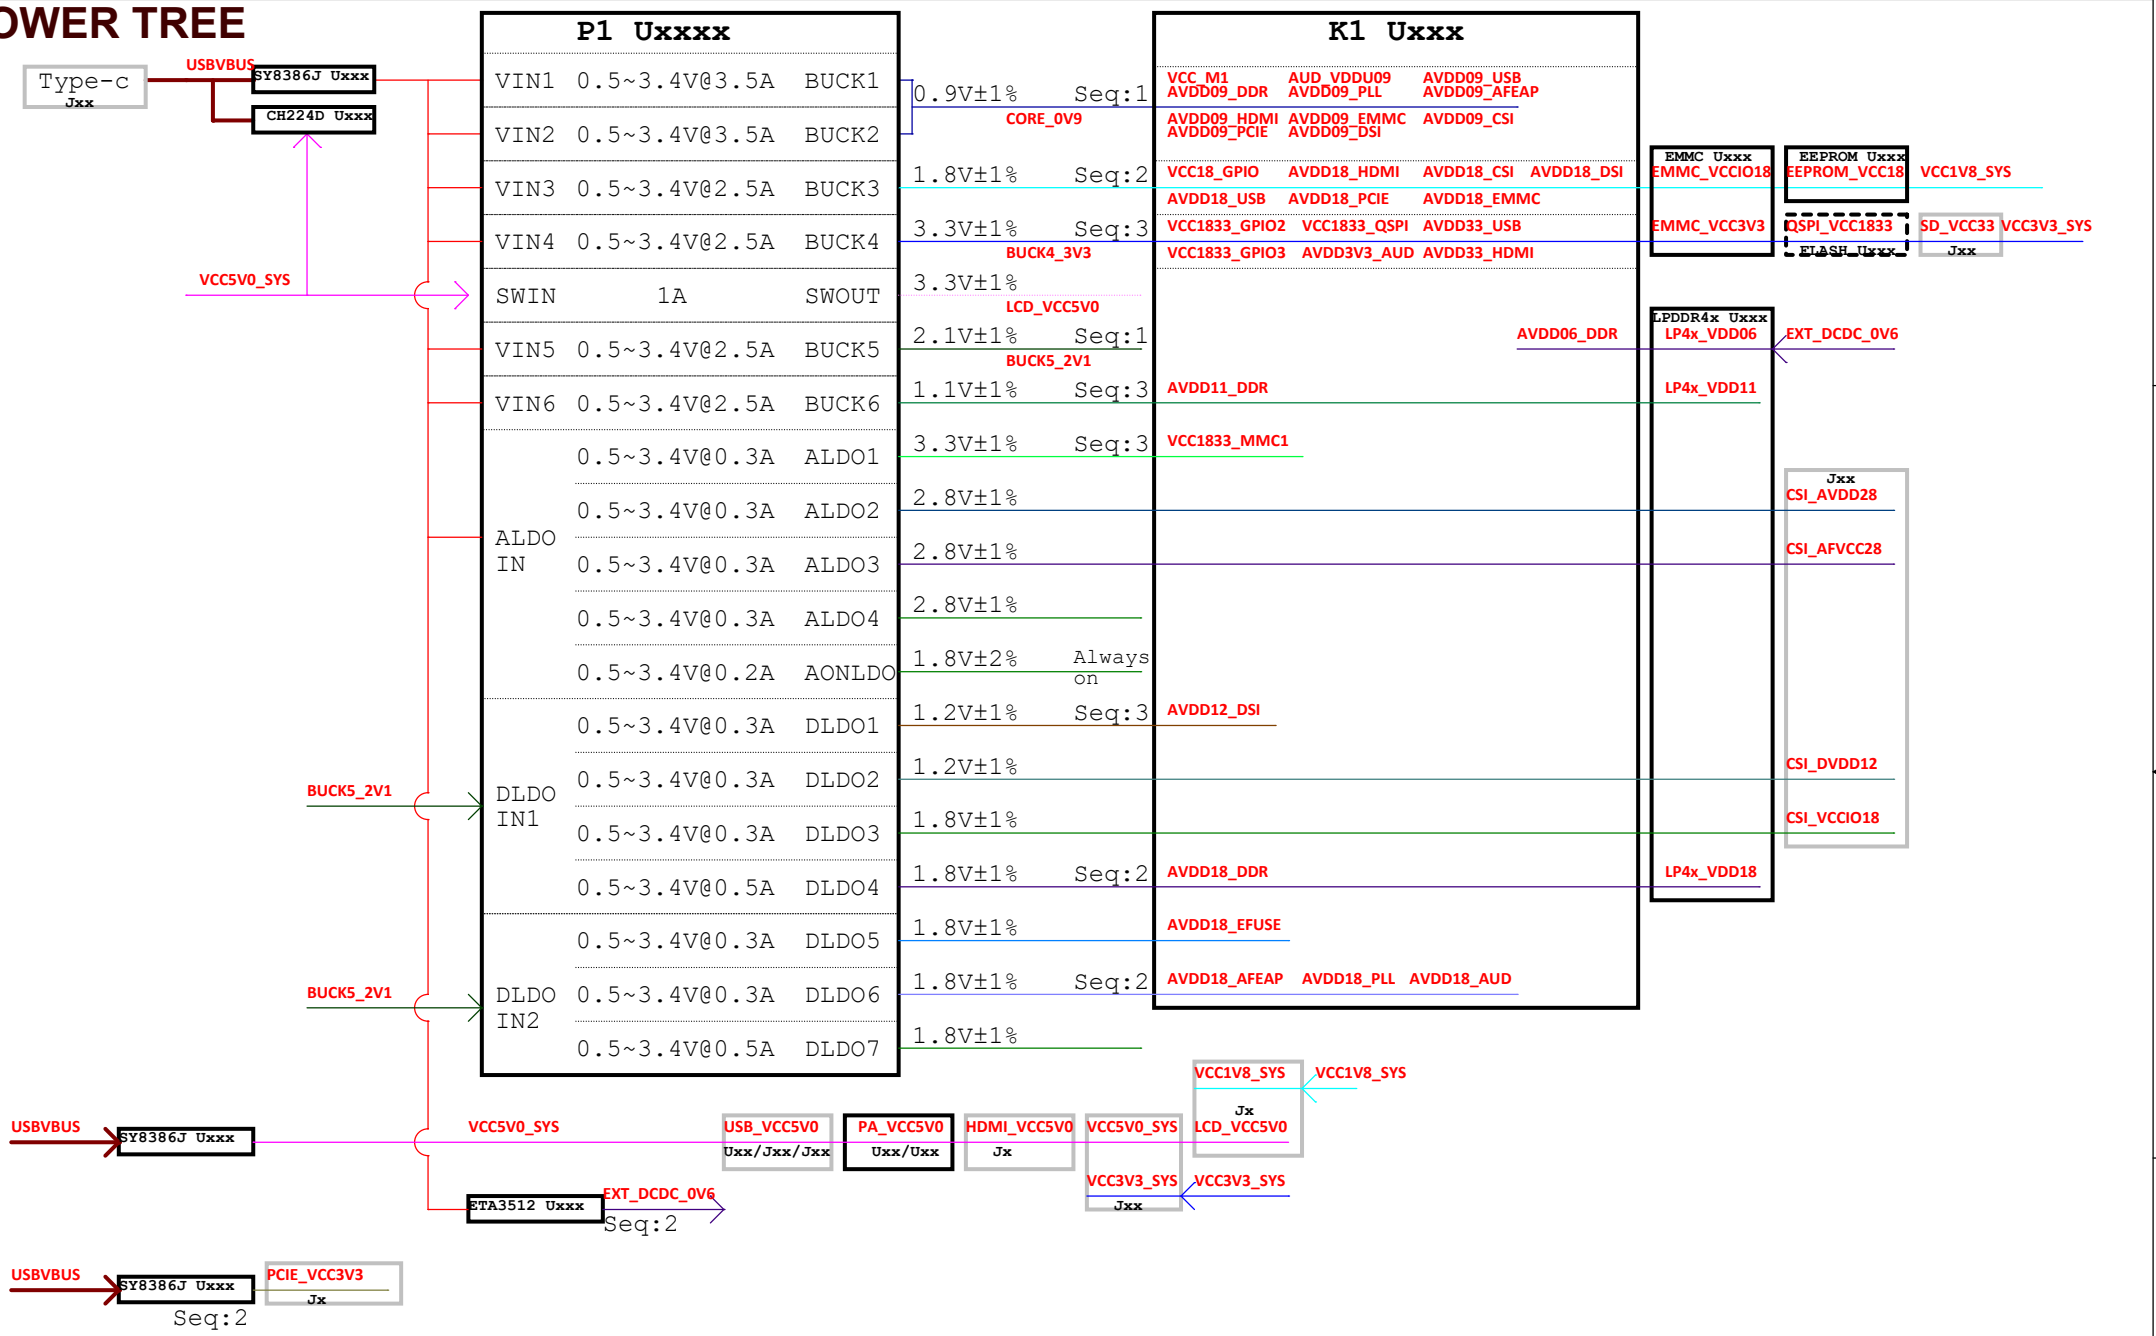 OWER TREE
Type-c
Jxx
USBVBUS
SY8386J Uxxx
CH224D Uxxx
VCC5V0_SYS
BUCK5_2V1
BUCK5_2V1
P1 Uxxxx
VIN1 0.5~3.4V@3.5A BUCK1
VIN2 0.5~3.4V@3.5A BUCK2
VIN3 0.5~3.4V@2.5A BUCK3
VIN4 0.5~3.4V@2.5A BUCK4
SWIN 1A SWOUT
VIN5 0.5~3.4V@2.5A BUCK5
VIN6 0.5~3.4V@2.5A BUCK6
ALDO
IN
0.5~3.4V@0.3A ALDO1
0.5~3.4V@0.3A ALDO2
0.5~3.4V@0.3A ALDO3
0.5~3.4V@0.3A ALDO4
0.5~3.4V@0.2A AONLDO
DLDO
IN1
0.5~3.4V@0.3A DLDO1
0.5~3.4V@0.3A DLDO2
0.5~3.4V@0.3A DLDO3
0.5~3.4V@0.5A DLDO4
DLDO
IN2
0.5~3.4V@0.3A DLDO5
0.5~3.4V@0.3A DLDO6
0.5~3.4V@0.5A DLDO7
0.9V±1% Seq:1
CORE_0V9
1.8V±1% Seq:2
3.3V±1% Seq:3
BUCK4_3V3
3.3V±1%
LCD_VCC5V0
2.1V±1% Seq:1
BUCK5_2V1
1.1V±1% Seq:3
3.3V±1% Seq:3
2.8V±1%
2.8V±1%
2.8V±1%
1.8V±2% Always
on
1.2V±1% Seq:3
1.2V±1%
1.8V±1%
1.8V±1% Seq:2
1.8V±1%
1.8V±1% Seq:2
1.8V±1%
K1 Uxxx
VCC_M1 AUD_VDDU09 AVDD09_USB
AVDD09_DDR AVDD09_PLL AVDD09_AFEAP
AVDD09_HDMI AVDD09_EMMC AVDD09_CSI
AVDD09_PCIE AVDD09_DSI
VCC18_GPIO AVDD18_HDMI AVDD18_CSI AVDD18_DSI
AVDD18_USB AVDD18_PCIE AVDD18_EMMC
VCC1833_GPIO2 VCC1833_QSPI AVDD33_USB
VCC1833_GPIO3 AVDD3V3_AUD AVDD33_HDMI
AVDD06_DDR
AVDD11_DDR
VCC1833_MMC1
AVDD12_DSI
AVDD18_DDR
AVDD18_EFUSE
AVDD18_AFEAP AVDD18_PLL AVDD18_AUD
EMMC Uxxx
EMMC_VCCIO18
EMMC_VCC3V3
EEPROM Uxxx
EEPROM_VCC18
VCC1V8_SYS
QSPI_VCC1833
FLASH Uxxx
SD_VCC33
Jxx
VCC3V3_SYS
LPDDR4x Uxxx
LP4x_VDD06
EXT_DCDC_0V6
LP4x_VDD11
LP4x_VDD18
Jxx
CSI_AVDD28
CSI_AFVCC28
CSI_DVDD12
CSI_VCCIO18
VCC1V8_SYS
VCC1V8_SYS
Jx
LCD_VCC5V0
USBVBUS
SY8386J Uxxx
VCC5V0_SYS
USB_VCC5V0
Uxx/Jxx/Jxx
PA_VCC5V0
Uxx/Uxx
HDMI_VCC5V0
Jx
VCC5V0_SYS
VCC3V3_SYS
Jxx
VCC3V3_SYS
ETA3512 Uxxx
EXT_DCDC_0V6
Seq:2
USBVBUS
SY8386J Uxxx
Seq:2
PCIE_VCC3V3
Jx